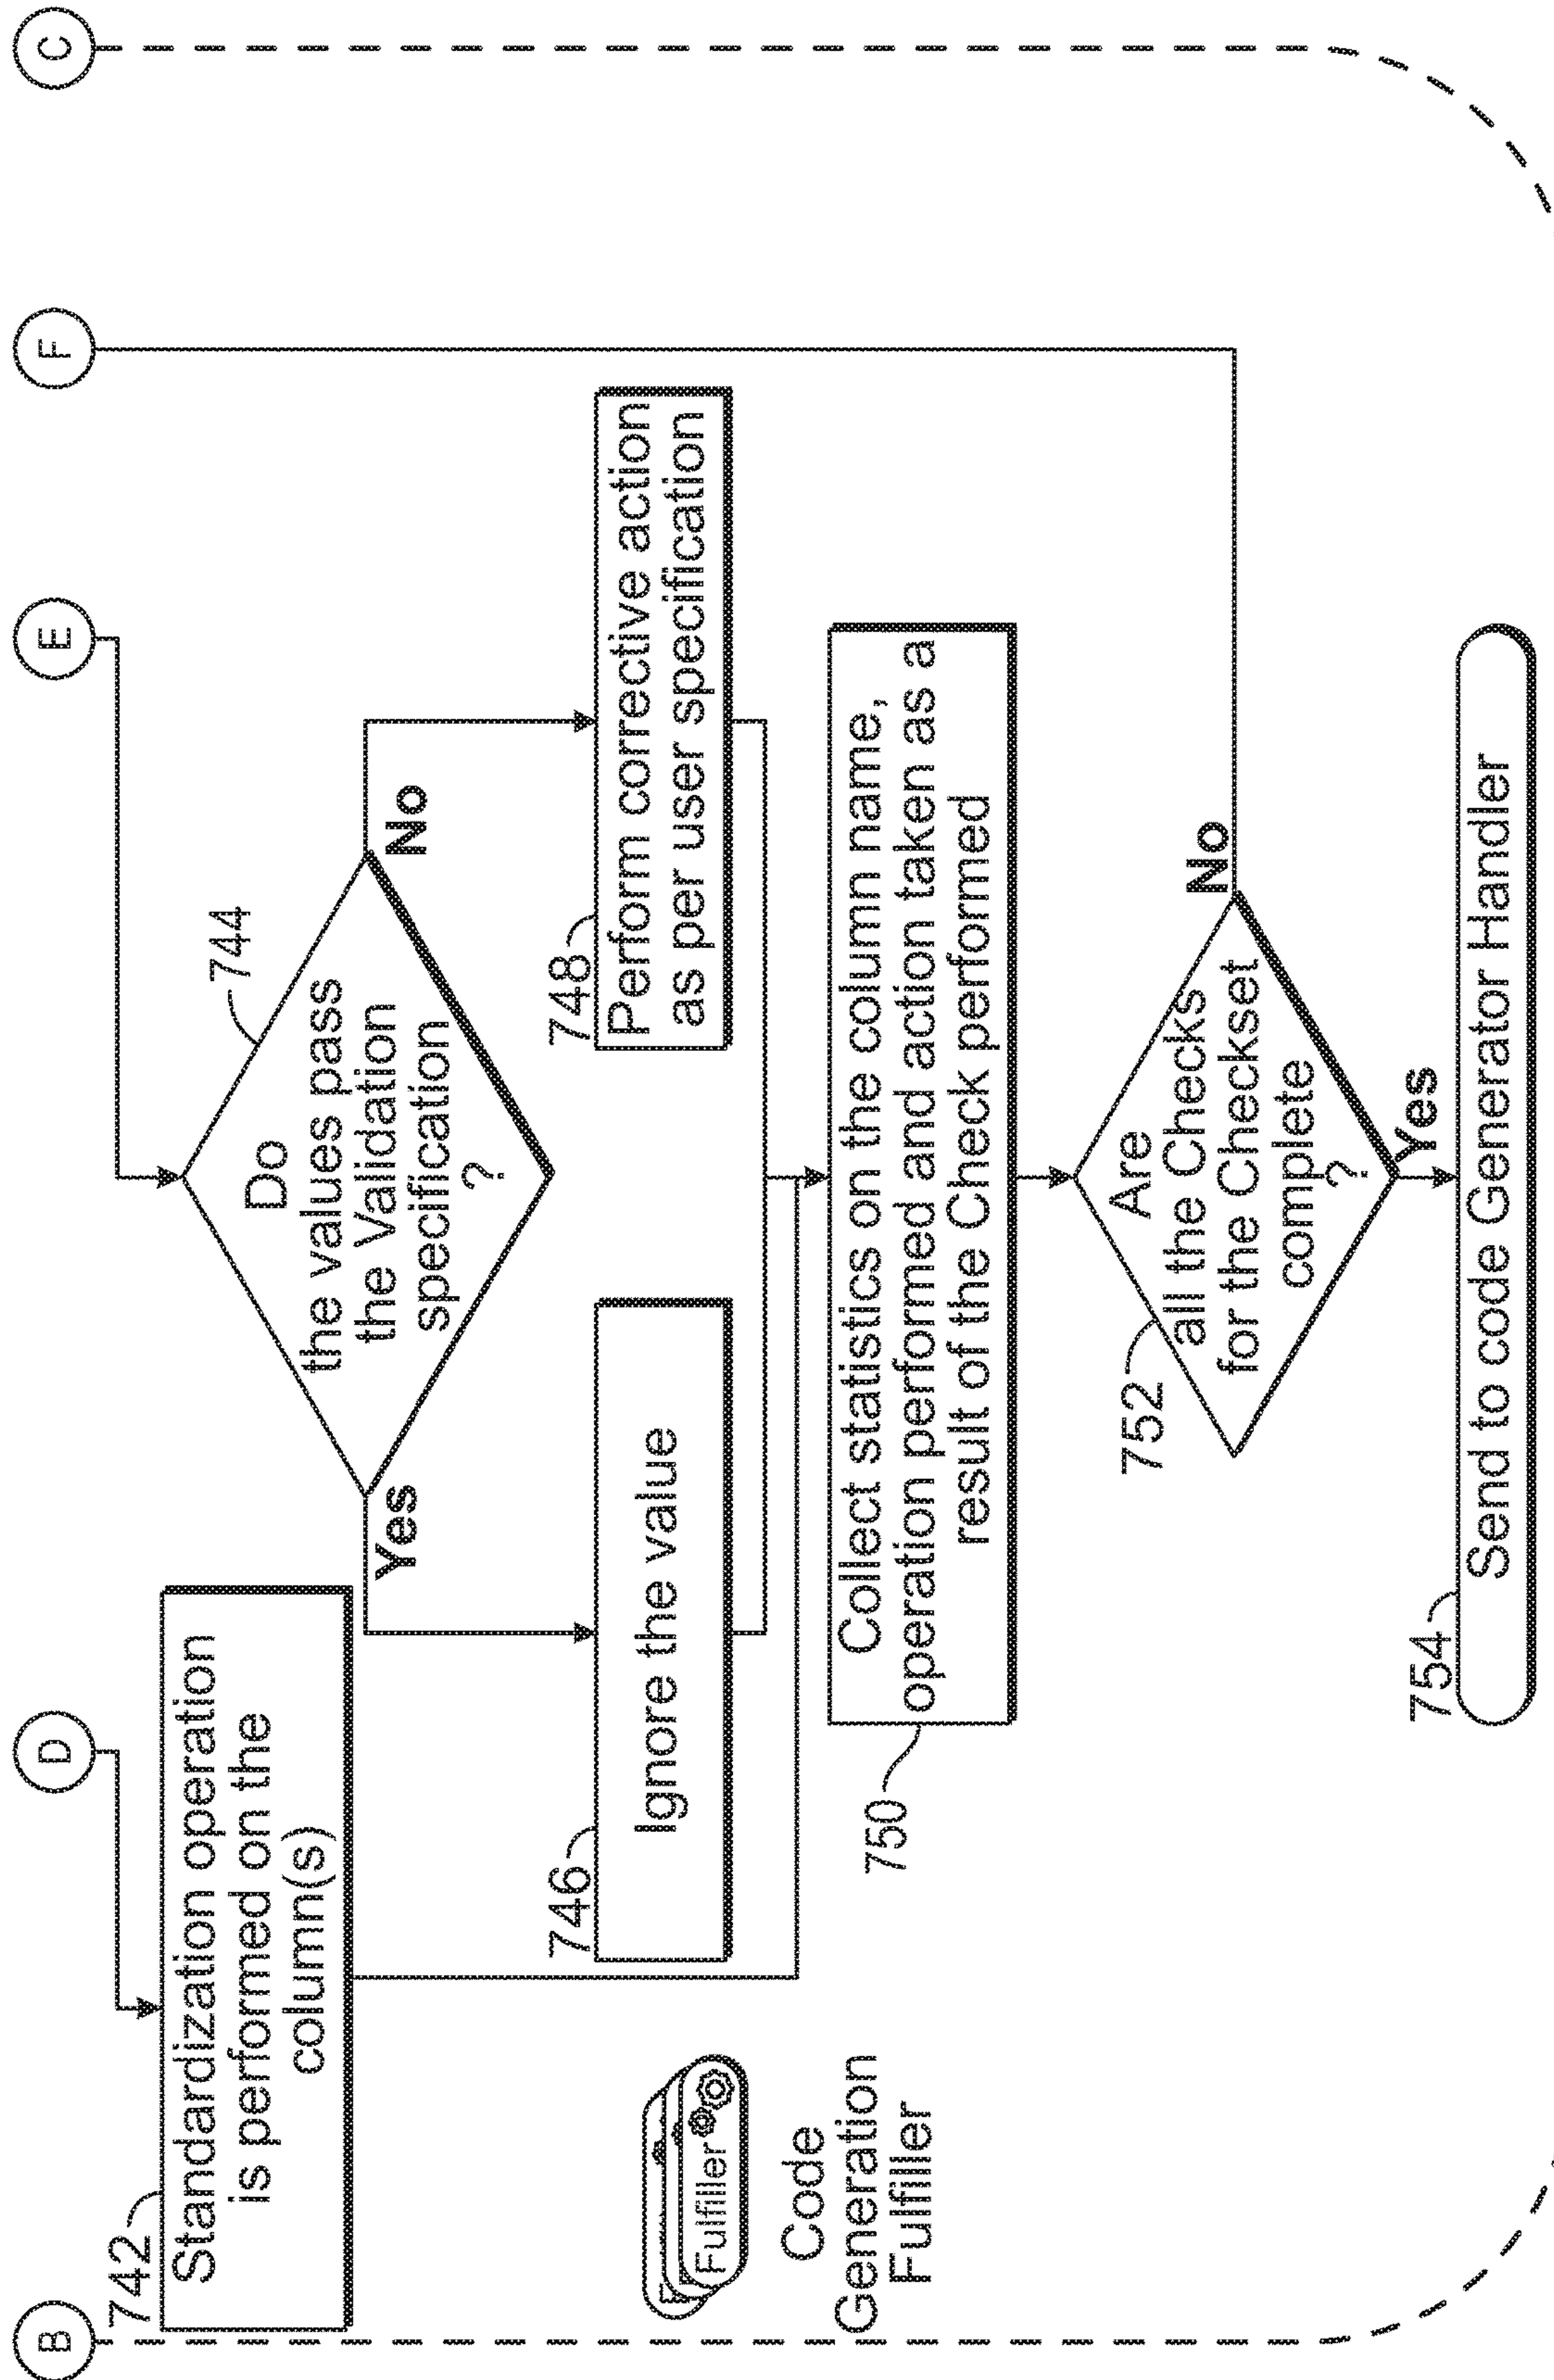 B
D
E
F
C
742
Standardization operation
is performed on the
column(s)
744
Do
the values pass
the Validation
specification
?
Yes
No
746
Ignore the value
748
Perform corrective action
as per user specification
Fulfiller
Code
Generation
Fulfiller
750
Collect statistics on the column name,
operation performed and action taken as a
result of the Check performed
752
Are
all the Checks
for the Checkset
complete
?
No
Yes
754
Send to code Generator Handler